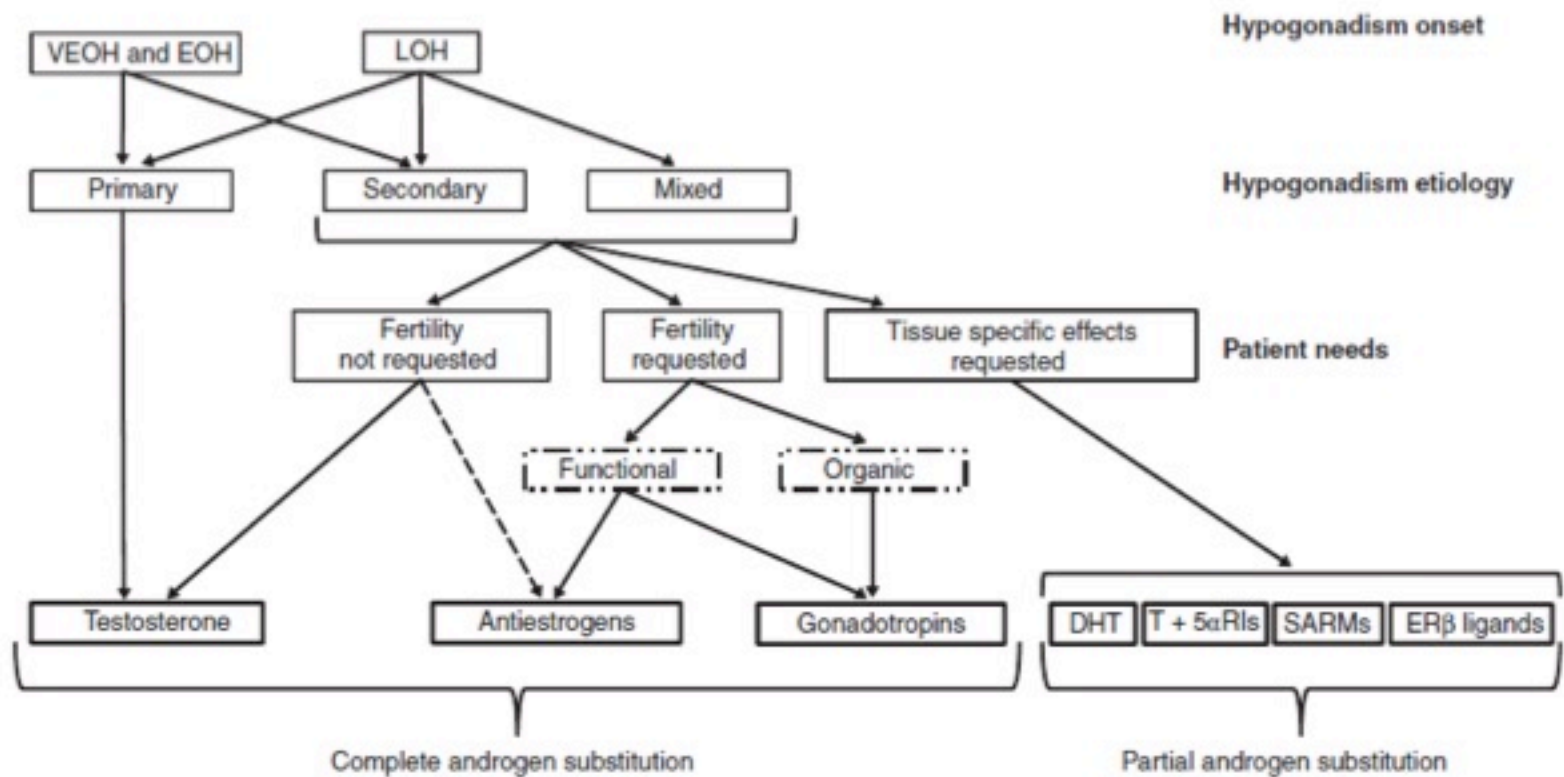 VEOH and EOH
LOH
Hypogonadism onset
Primary
Secondary
Mixed
Hypogonadism etiology
Fertility
not requested
Fertility
requested
Tissue specific effects
requested
Patient needs
Functional
Organic
Testosterone
Antiestrogens
Gonadotropins
DHT
T + 5αRIs
SARMs
ERβ ligands
Complete androgen substitution
Partial androgen substitution